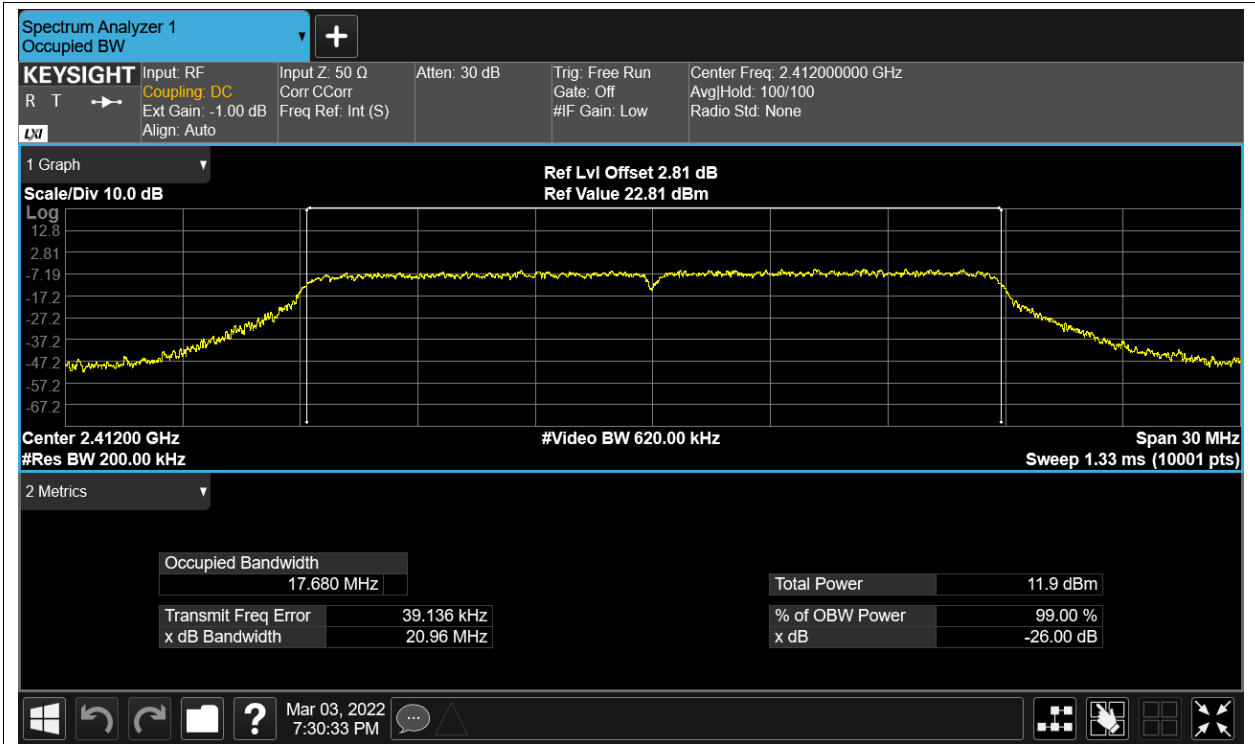 Spectrum Analyzer 1
Occupied BW
KEYSIGHT Input: RF Input Z: 50 Ω Atten: 30 dB Trig: Free Run Center Freq: 2.412000000 GHz
R T Coupling: DC Corr CCorr Gate: Off Avg|Hold: 100/100
Ext Gain: -1.00 dB Freq Ref: Int (S) #IF Gain: Low Radio Std: None
LXI Align: Auto
1 Graph
Ref Lvl Offset 2.81 dB
Scale/Div 10.0 dB Ref Value 22.81 dBm
Log
12.8
2.81
-7.19
-17.2
-27.2
-37.2
-47.2
-57.2
-67.2
Center 2.41200 GHz #Video BW 620.00 kHz Span 30 MHz
#Res BW 200.00 kHz Sweep 1.33 ms (10001 pts)
2 Metrics
Occupied Bandwidth
17.680 MHz Total Power 11.9 dBm
Transmit Freq Error 39.136 kHz % of OBW Power 99.00 %
x dB Bandwidth 20.96 MHz x dB -26.00 dB
? Mar 03, 2022
7:30:33 PM